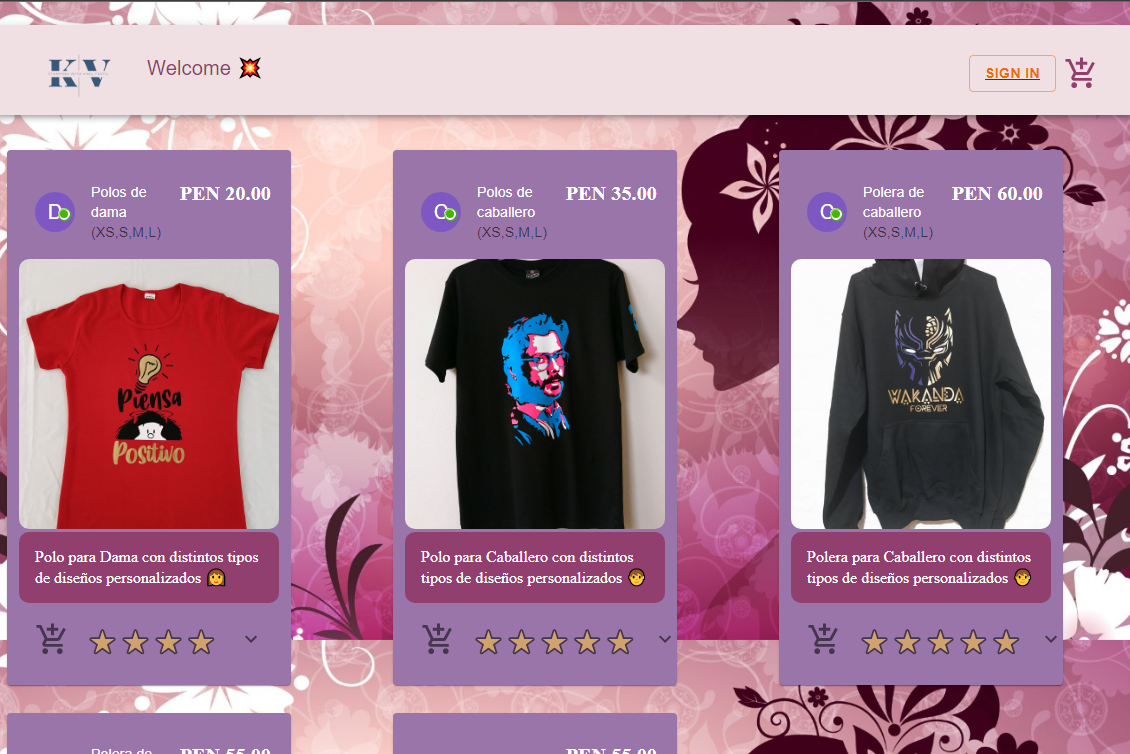 K V
Welcome 💥
SIGN IN
Polos de
dama
(XS,S,M,L)
PEN 20.00
D
Piensa
Positivo
Polo para Dama con distintos tipos
de diseños personalizados 👩
Polos de
caballero
(XS,S,M,L)
PEN 35.00
C
Polo para Caballero con distintos
tipos de diseños personalizados 🧑
Polera de
caballero
(XS,S,M,L)
PEN 60.00
C
WAKANDA
FOREVER
Polera para Caballero con distintos
tipos de diseños personalizados 🧑
Polera de
PEN 55.00
PEN 55.00